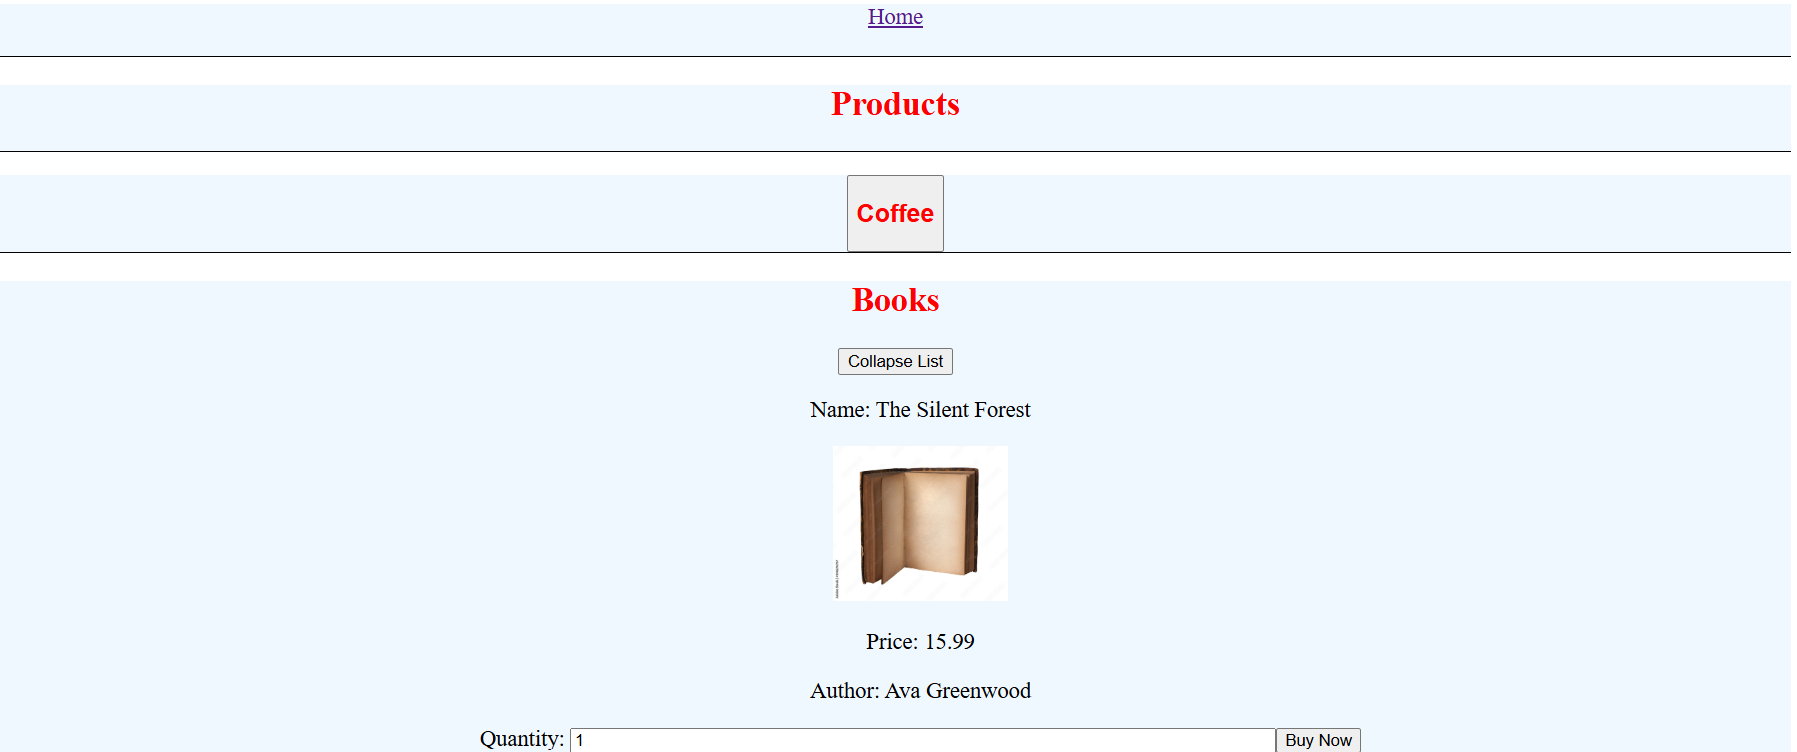 Home
Products
Coffee
Books
Collapse List
Name: The Silent Forest
Price: 15.99
Author: Ava Greenwood
Quantity: 1 Buy Now